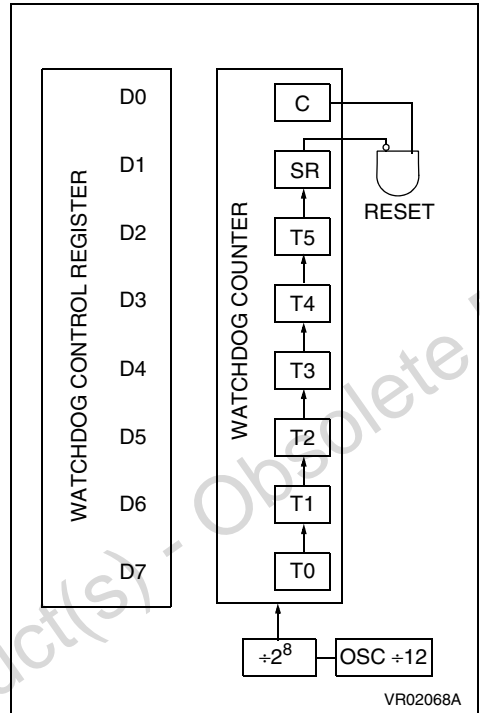 WATCHDOG CONTROL REGISTER
D0
D1
D2
D3
D4
D5
D6
D7
WATCHDOG COUNTER
C
SR
T5
T4
T3
T2
T1
T0
RESET
÷2⁸
OSC ÷12
VR02068A
uct(s) - Obsolete